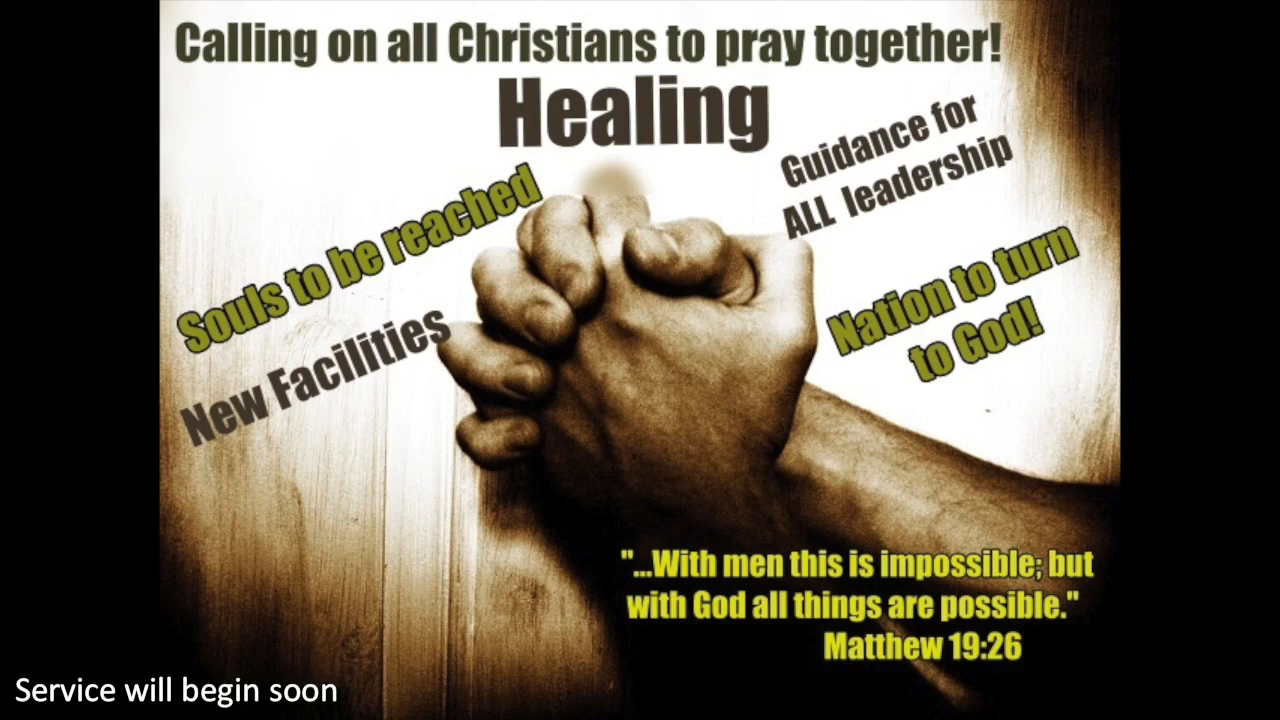 Calling on all Christians to pray together!
Healing
Guidance for
ALL leadership
Souls to be reached
New Facilities
Nation to turn
to God!
"...With men this is impossible; but
with God all things are possible."
Matthew 19:26
Service will begin soon